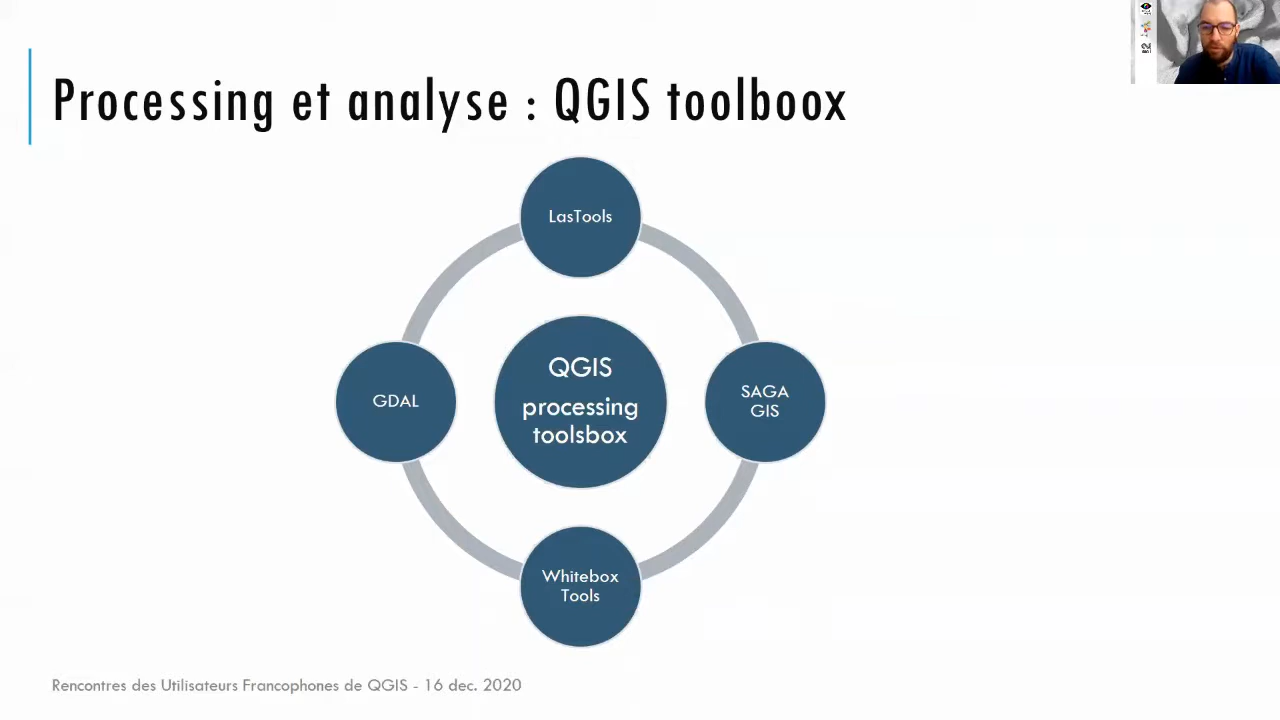 Processing et analyse : QGIS toolboox
LasTools
GDAL
QGIS
processing
toolsbox
SAGA
GIS
Whitebox
Tools
Rencontres des Utilisateurs Francophones de QGIS - 16 dec. 2020